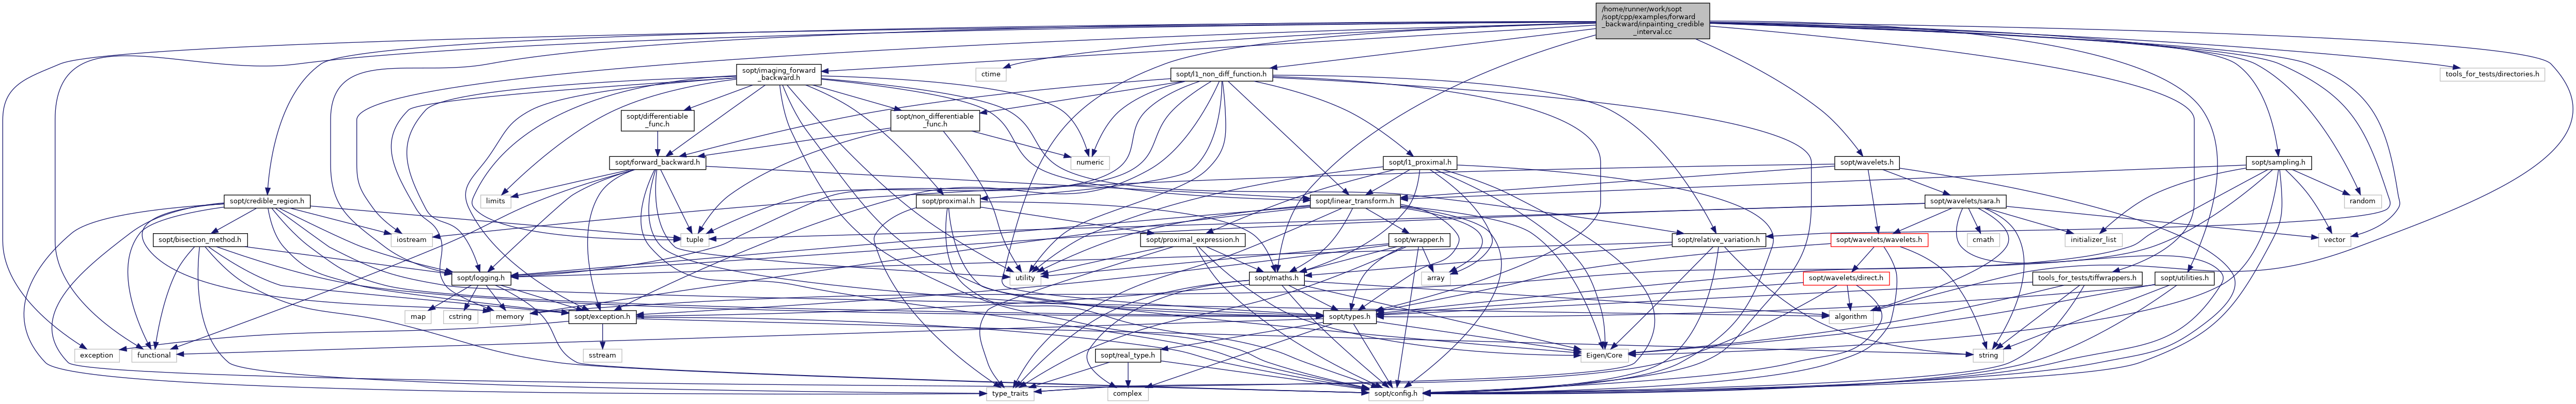 /home/runner/work/sopt
/sopt/cpp/examples/forward
_backward/inpainting_credible
_interval.cc
sopt/imaging_forward
_backward.h
ctime
sopt/l1_non_diff_function.h
tools_for_tests/directories.h
sopt/differentiable
_func.h
sopt/non_differentiable
_func.h
sopt/forward_backward.h
numeric
sopt/l1_proximal.h
sopt/wavelets.h
sopt/sampling.h
sopt/credible_region.h
limits
sopt/proximal.h
sopt/linear_transform.h
sopt/wavelets/sara.h
random
sopt/bisection_method.h
iostream
tuple
sopt/proximal_expression.h
sopt/wrapper.h
sopt/relative_variation.h
sopt/wavelets/wavelets.h
cmath
initializer_list
vector
sopt/logging.h
utility
sopt/maths.h
array
sopt/wavelets/direct.h
tools_for_tests/tiffwrappers.h
sopt/utilities.h
map
cstring
memory
sopt/exception.h
sopt/types.h
algorithm
exception
functional
sstream
sopt/real_type.h
Eigen/Core
string
type_traits
complex
sopt/config.h